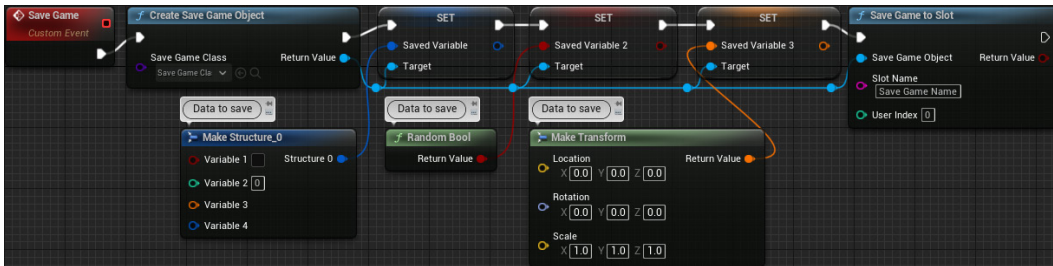 Save Game
Custom Event
f Create Save Game Object
Save Game Class
Save Game Cla
Return Value
SET
Saved Variable
Target
SET
Saved Variable 2
Target
SET
Saved Variable 3
Target
f Save Game to Slot
Save Game Object
Return Value
Slot Name
Save Game Name
User Index 0
Data to save
Make Structure_0
Variable 1
Structure 0
Variable 2 0
Variable 3
Variable 4
Data to save
f Random Bool
Return Value
Data to save
Make Transform
Location
Return Value
X 0.0 Y 0.0 Z 0.0
Rotation
X 0.0 Y 0.0 Z 0.0
Scale
X 1.0 Y 1.0 Z 1.0